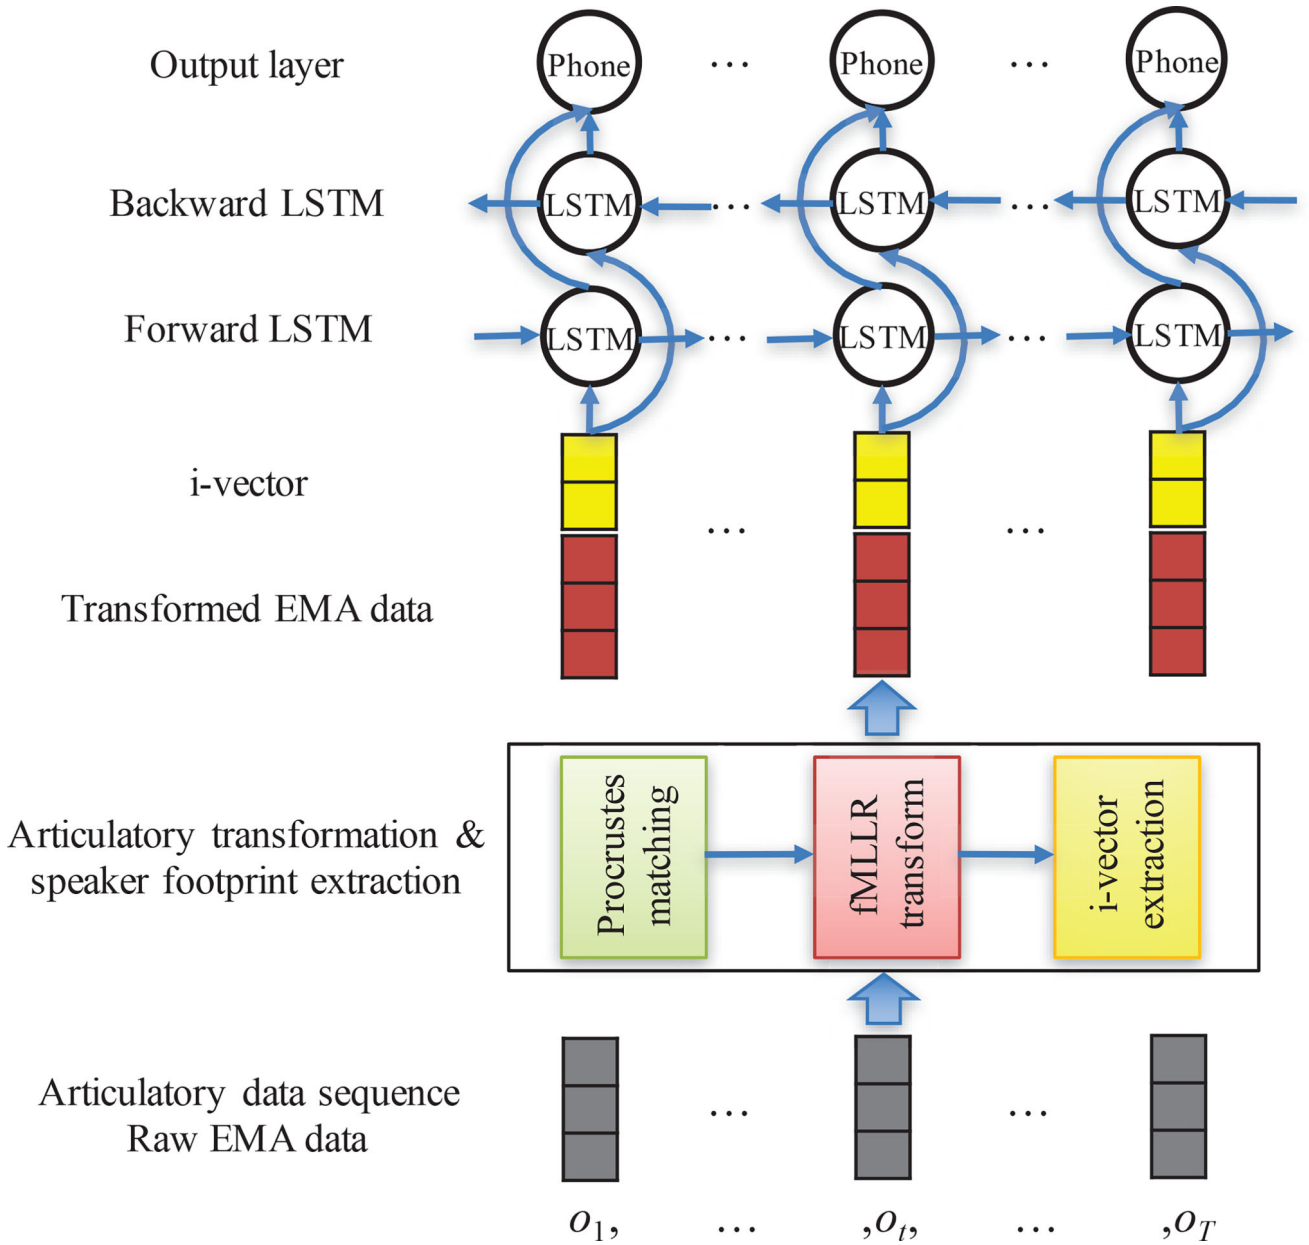 Output layer
Phone
…
Phone
…
Phone
Backward LSTM
LSTM
…
LSTM
…
LSTM
Forward LSTM
LSTM
…
LSTM
…
LSTM
i-vector
…
…
Transformed EMA data
Articulatory transformation &
speaker footprint extraction
Procrustes
matching
fMLLR
transform
i-vector
extraction
Articulatory data sequence
Raw EMA data
…
…
o₁, … ,oₜ, … ,o_T